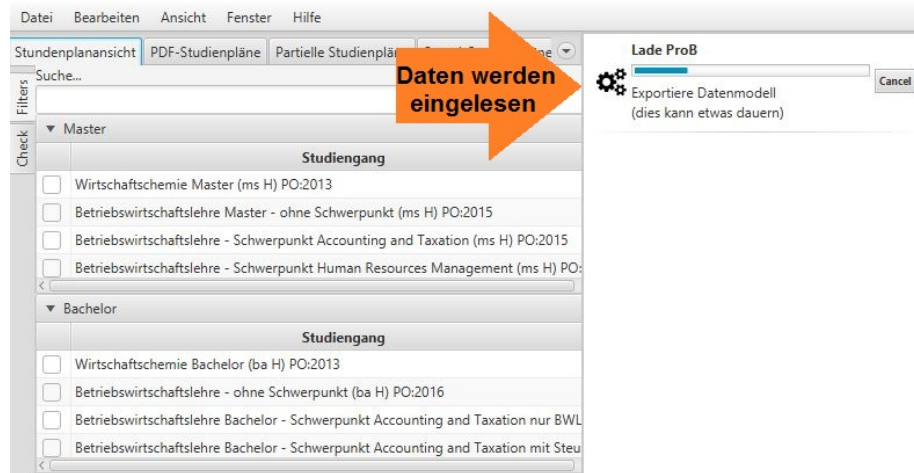 Datei Bearbeiten Ansicht Fenster Hilfe
Stundenplanansicht PDF-Studienpläne Partielle Studienplä
Filters
Check
Suche...
Master
Studiengang
Wirtschaftschemie Master (ms H) PO:2013
Betriebswirtschaftslehre Master - ohne Schwerpunkt (ms H) PO:2015
Betriebswirtschaftslehre - Schwerpunkt Accounting and Taxation (ms H) PO:2015
Betriebswirtschaftslehre - Schwerpunkt Human Resources Management (ms H) PO:
Bachelor
Studiengang
Wirtschaftschemie Bachelor (ba H) PO:2013
Betriebswirtschaftslehre - ohne Schwerpunkt (ba H) PO:2016
Betriebswirtschaftslehre Bachelor - Schwerpunkt Accounting and Taxation nur BWL
Betriebswirtschaftslehre Bachelor - Schwerpunkt Accounting and Taxation mit Steu
Daten werden
eingelesen
Lade ProB
Cancel
Exportiere Datenmodell
(dies kann etwas dauern)